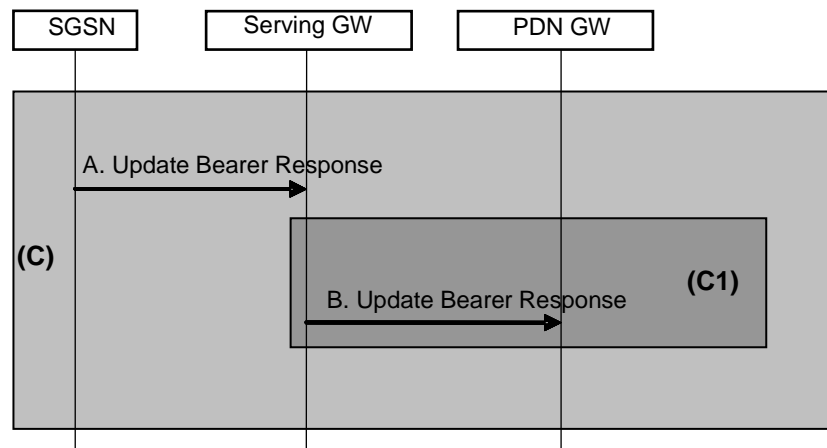 SGSN
Serving GW
PDN GW
A. Update Bearer Response
(C)
(C1)
B. Update Bearer Response